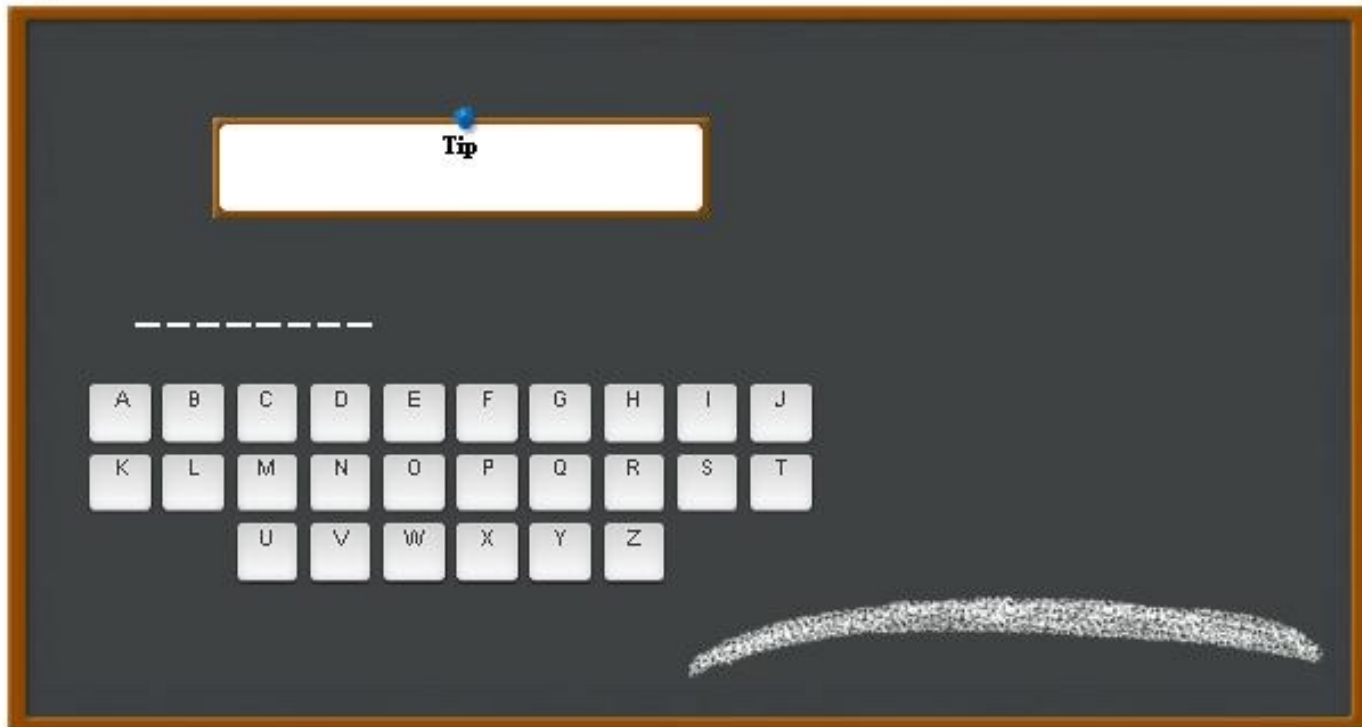 Tip
_ _ _ _ _ _ _ _
A B C D E F G H I J
K L M N O P Q R S T
U V W X Y Z